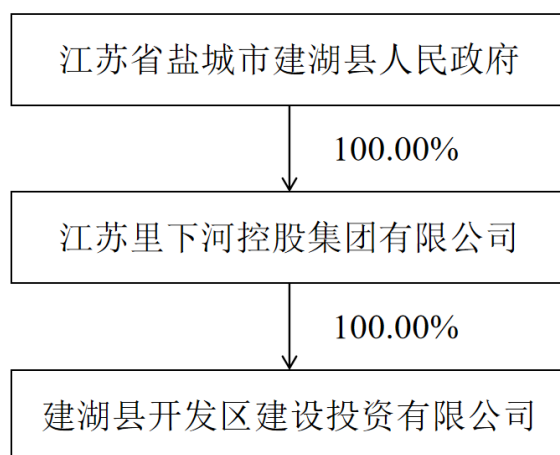 江苏省盐城市建湖县人民政府
100.00%
江苏里下河控股集团有限公司
100.00%
建湖县开发区建设投资有限公司